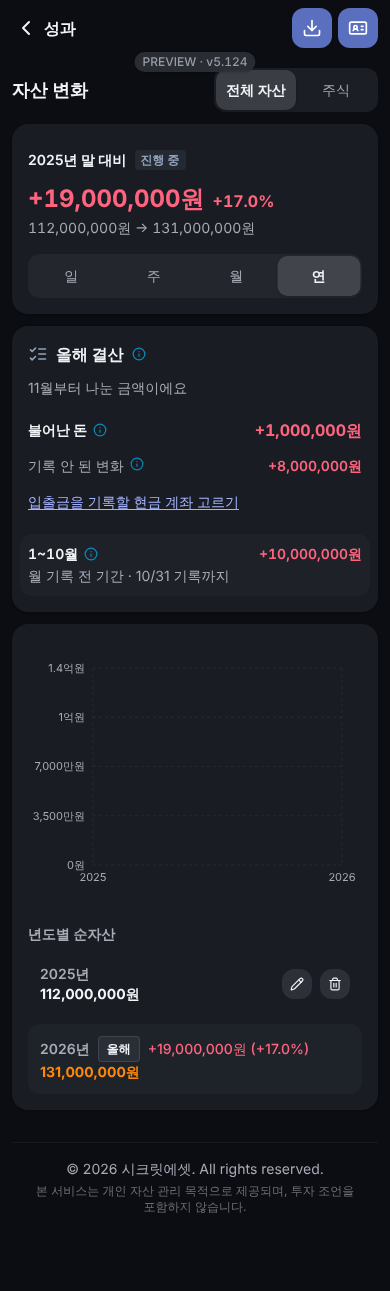 성과
PREVIEW · v5.124
자산 변화
전체 자산
주식
2025년 말 대비 진행 중
+19,000,000원 +17.0%
112,000,000원 → 131,000,000원
일
주
월
연
올해 결산
11월부터 나눈 금액이에요
불어난 돈 +1,000,000원
기록 안 된 변화 +8,000,000원
입출금을 기록할 현금 계좌 고르기
1~10월 +10,000,000원
월 기록 전 기간 · 10/31 기록까지
1.4억원
1억원
7,000만원
3,500만원
0원
2025
2026
년도별 순자산
2025년
112,000,000원
2026년 올해 +19,000,000원 (+17.0%)
131,000,000원
© 2026 시크릿에셋. All rights reserved.
본 서비스는 개인 자산 관리 목적으로 제공되며, 투자 조언을
포함하지 않습니다.